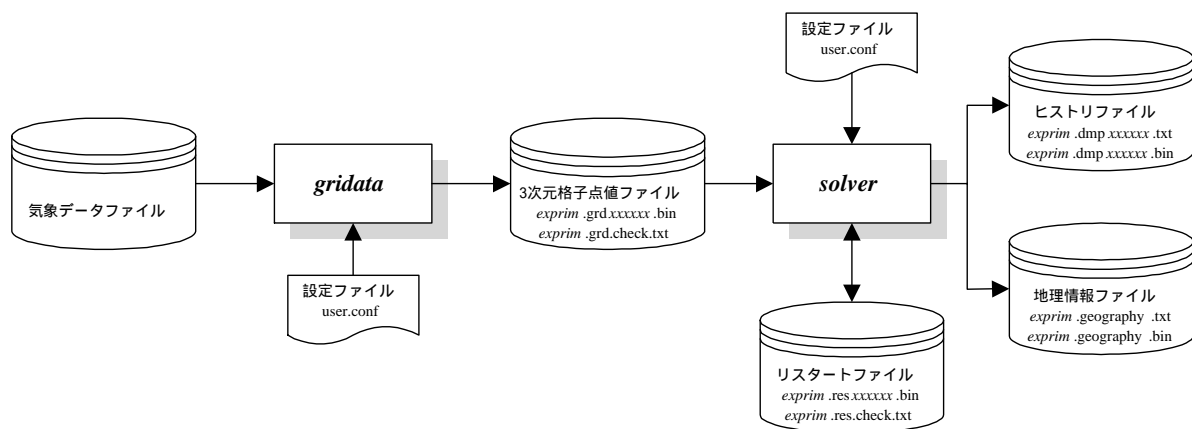 気象データファイル
gridata
設定ファイル
user.conf
3次元格子点値ファイル
exprim .grd xxxxxx .bin
exprim .grd.check.txt
設定ファイル
user.conf
solver
リスタートファイル
exprim .res xxxxxx .bin
exprim .res.check.txt
ヒストリファイル
exprim .dmp xxxxxx .txt
exprim .dmp xxxxxx .bin
地理情報ファイル
exprim .geography .txt
exprim .geography .bin